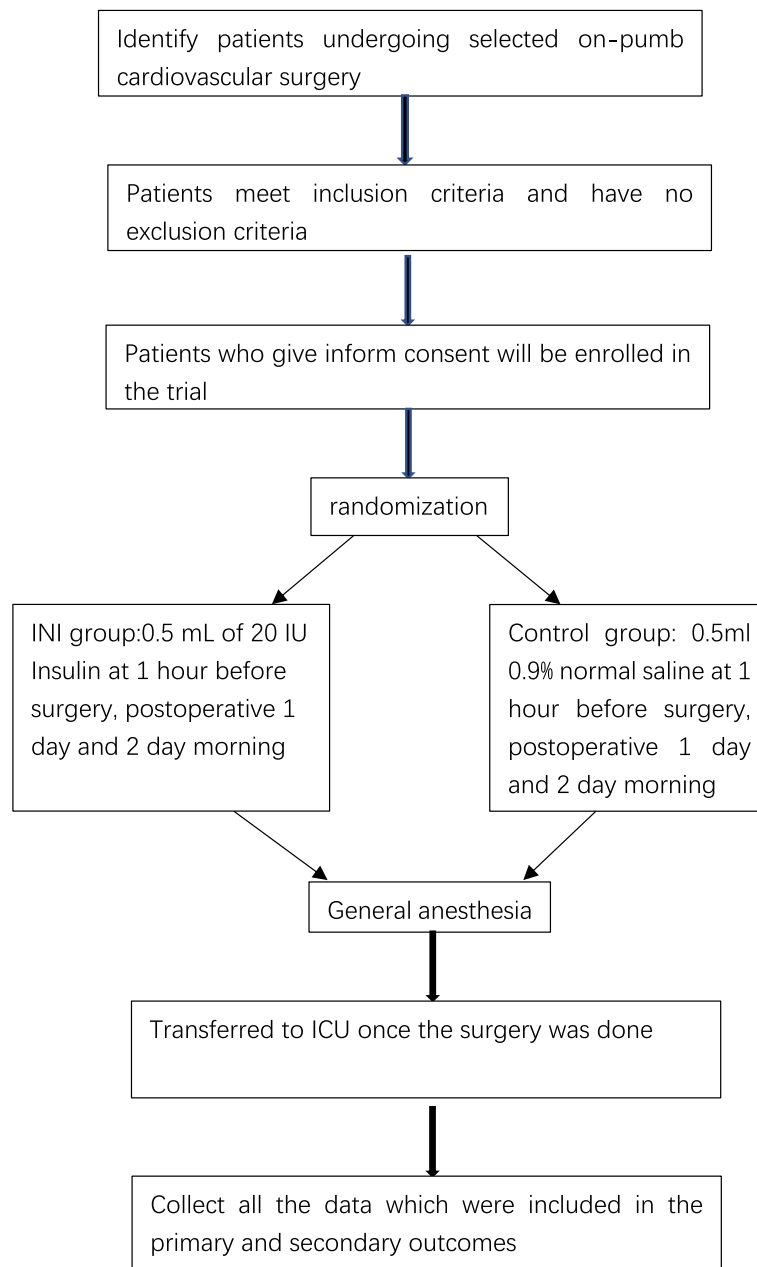 Identify patients undergoing selected on-pumb
cardiovascular surgery
Patients meet inclusion criteria and have no
exclusion criteria
Patients who give inform consent will be enrolled in
the trial
randomization
INI group:0.5 mL of 20 IU
Insulin at 1 hour before
surgery, postoperative 1
day and 2 day morning
Control group: 0.5ml
0.9% normal saline at 1
hour before surgery,
postoperative 1 day
and 2 day morning
General anesthesia
Transferred to ICU once the surgery was done
Collect all the data which were included in the
primary and secondary outcomes